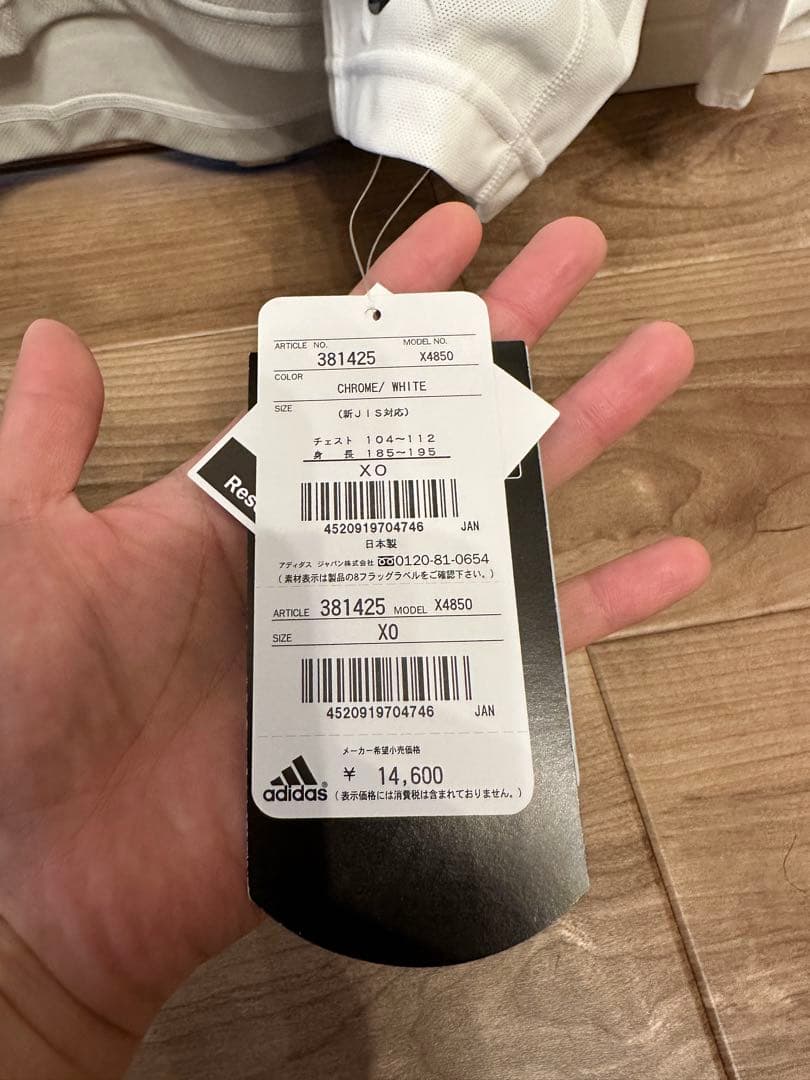 ARTICLE NO. 381425 MODEL NO. X4850
COLOR CHROME/ WHITE
SIZE (新JIS対応)
チェスト 104~112
身 長 185~195
XO
4520919704746 JAN
日本製
アディダス ジャパン株式会社 0120-81-0654
(素材表示は製品の8フラッグラベルをご確認下さい。)
ARTICLE 381425 MODEL X4850
SIZE XO
4520919704746 JAN
メーカー希望小売価格
¥ 14,600
adidas® (表示価格には消費税は含まれておりません。)